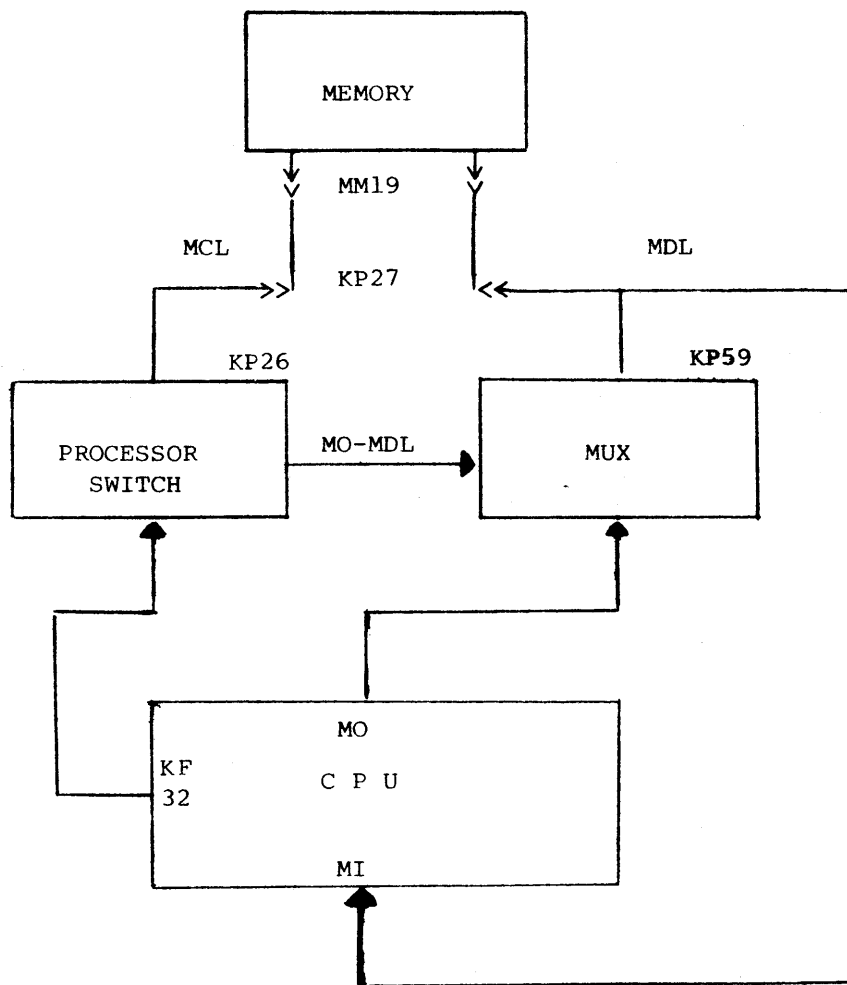 MEMORY
MM19
MCL
MDL
KP27
KP26
KP59
MO-MDL
PROCESSOR
SWITCH
MUX
MO
KF
32
C P U
MI